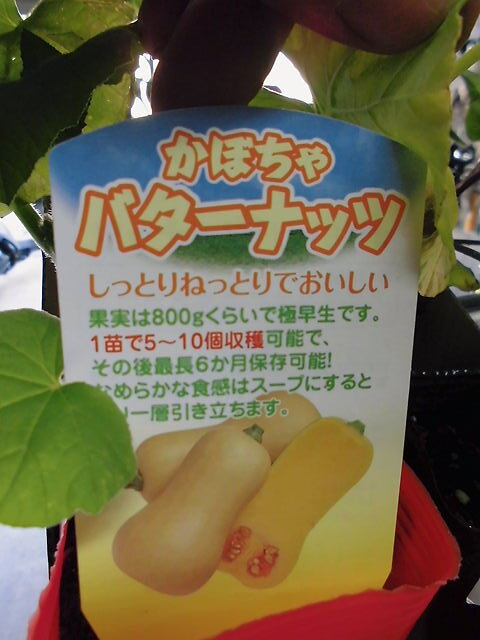 かぼちゃ
バターナッツ
しっとりねっとりでおいしい
果実は800gくらいで極早生です。
1苗で5〜10個収穫可能で、
その後最長6か月保存可能!
なめらかな食感はスープにすると
り一層引き立ちます。